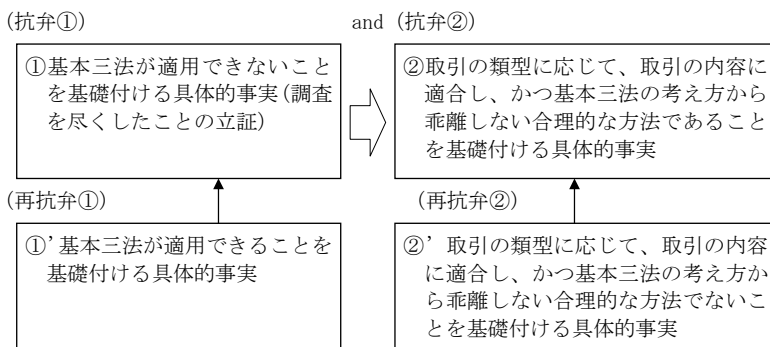 (抗弁①)
①基本三法が適用できないこと
を基礎付ける具体的事実(調査
を尽くしたことの立証)
and (抗弁②)
②取引の類型に応じて、取引の内容に
適合し、かつ基本三法の考え方から
乖離しない合理的な方法であること
を基礎付ける具体的事実
(再抗弁①)
①’基本三法が適用できることを
基礎付ける具体的事実
(再抗弁②)
②’取引の類型に応じて、取引の内容
に適合し、かつ基本三法の考え方か
ら乖離しない合理的な方法でないこ
とを基礎付ける具体的事実